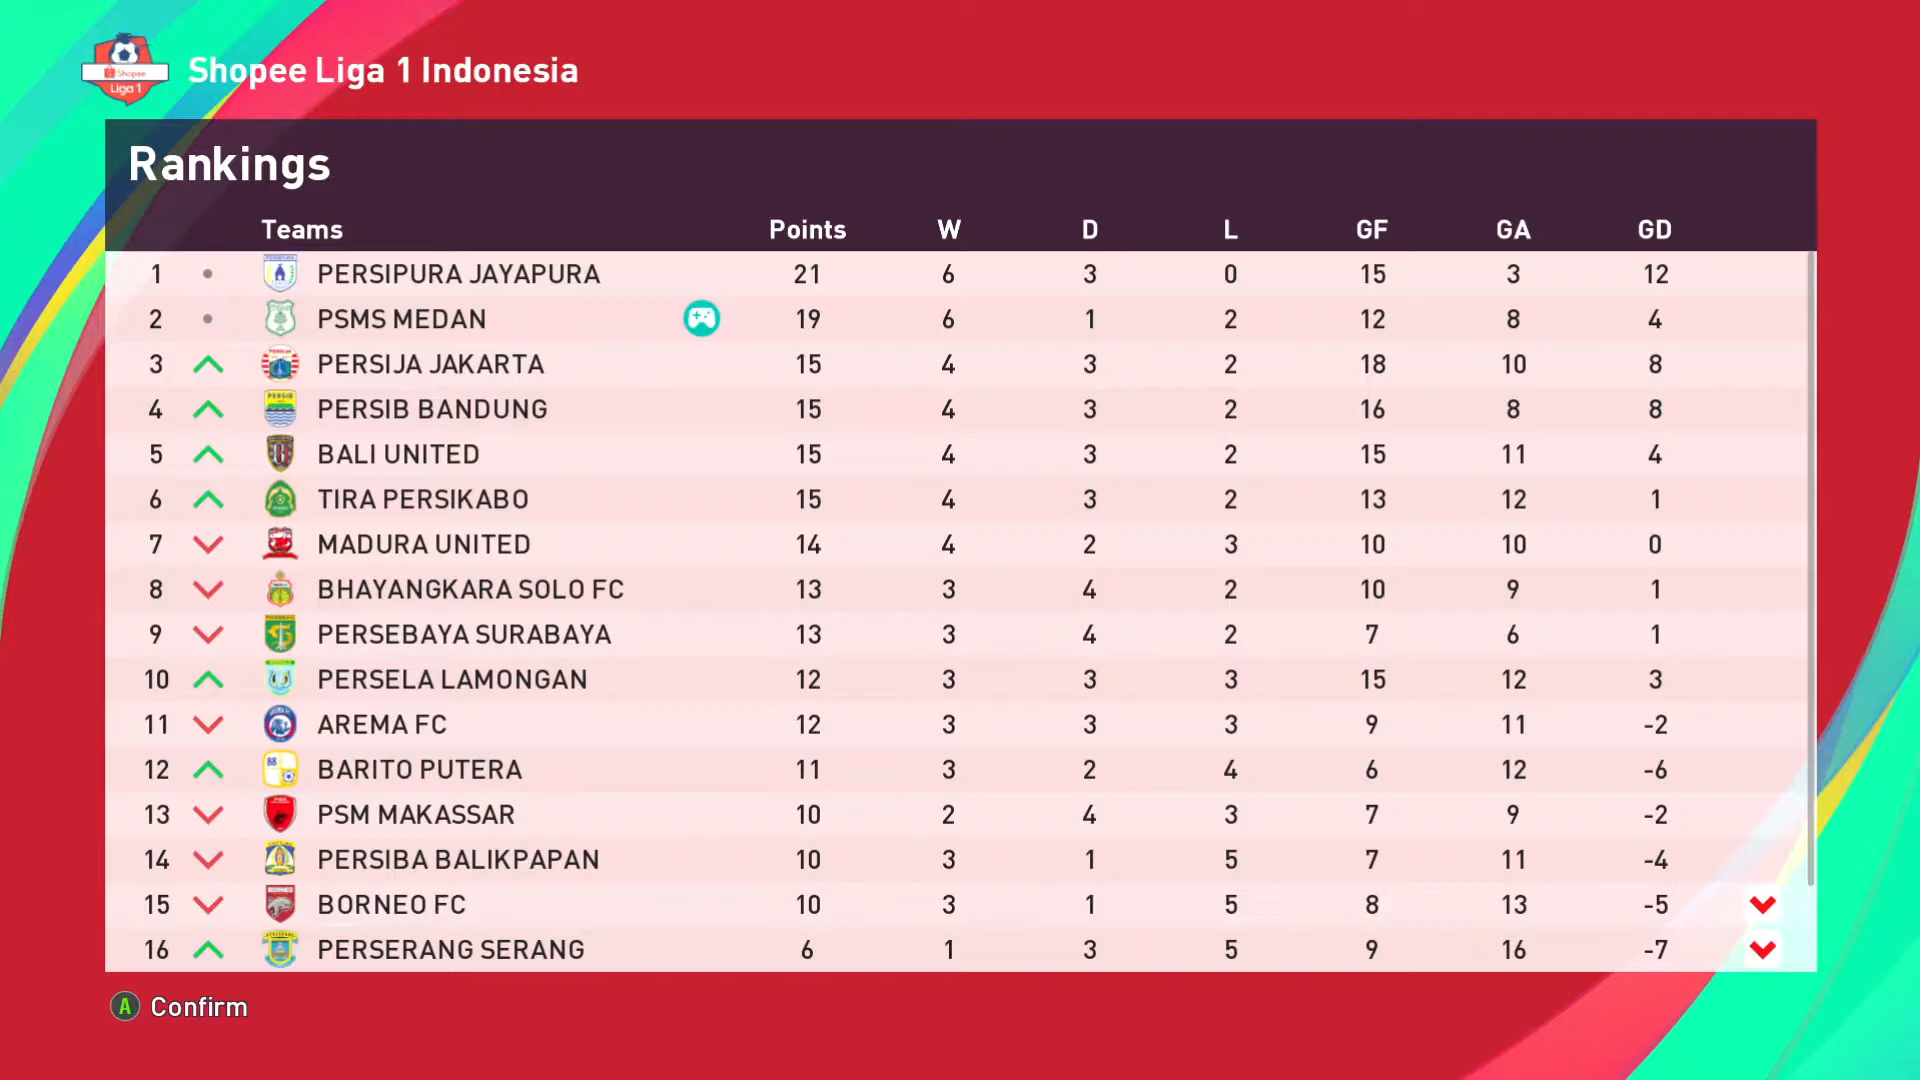 Shopee
Liga 1
Shopee Liga 1 Indonesia
Rankings
Teams Points W D L GF GA GD
1 PERSIPURA JAYAPURA 21 6 3 0 15 3 12
2 PSMS MEDAN 19 6 1 2 12 8 4
3 PERSIJA JAKARTA 15 4 3 2 18 10 8
4 PERSIB BANDUNG 15 4 3 2 16 8 8
5 BALI UNITED 15 4 3 2 15 11 4
6 TIRA PERSIKABO 15 4 3 2 13 12 1
7 MADURA UNITED 14 4 2 3 10 10 0
8 BHAYANGKARA SOLO FC 13 3 4 2 10 9 1
9 PERSEBAYA SURABAYA 13 3 4 2 7 6 1
10 PERSELA LAMONGAN 12 3 3 3 15 12 3
11 AREMA FC 12 3 3 3 9 11 -2
12 BARITO PUTERA 11 3 2 4 6 12 -6
13 PSM MAKASSAR 10 2 4 3 7 9 -2
14 PERSIBA BALIKPAPAN 10 3 1 5 7 11 -4
15 BORNEO FC 10 3 1 5 8 13 -5
16 PERSERANG SERANG 6 1 3 5 9 16 -7
A Confirm